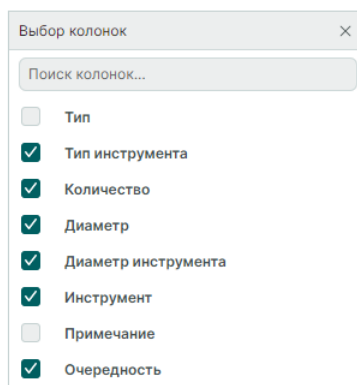 Выбор колонок
Поиск колонок...
Тип
Тип инструмента
Количество
Диаметр
Диаметр инструмента
Инструмент
Примечание
Очередность